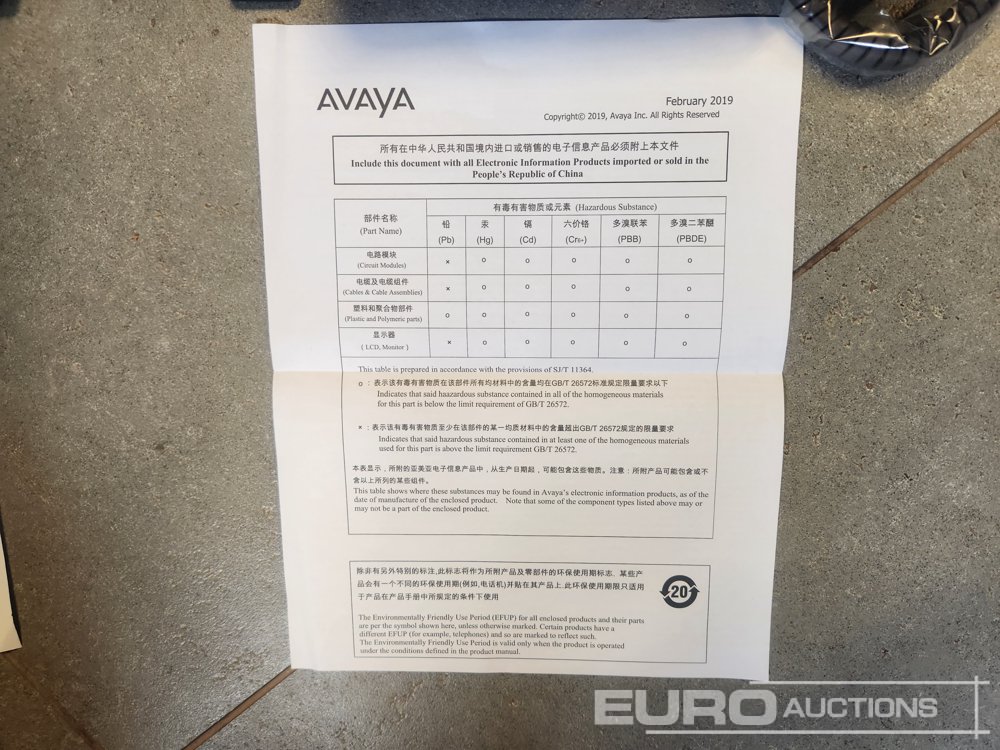 AVAYA
February 2019
Copyright© 2019, Avaya Inc. All Rights Reserved
所有在中华人民共和国境内进口或销售的电子信息产品必须附上本文件
Include this document with all Electronic Information Products imported or sold in the
People's Republic of China
部件名称
(Part Name)
有毒有害物质或元素 (Hazardous Substance)
铅 汞 镉 六价铬 多溴联苯 多溴二苯醚
(Pb) (Hg) (Cd) (Cr6+) (PBB) (PBDE)
电路模块
(Circuit Modules)
× o o o o o
电缆及电缆组件
(Cables & Cable Assemblies)
× o o o o o
塑料和聚合物部件
(Plastic and Polymeric parts)
o o o o o o
显示器
( LCD, Monitor )
× o o o o o
This table is prepared in accordance with the provisions of SJ/T 11364.
o：表示该有毒有害物质在该部件所有均材料中的含量均在GB/T 26572标准规定限量要求以下
Indicates that said haazardous substance contained in all of the homogeneous materials
for this part is below the limit requirement of GB/T 26572.
×：表示该有毒有害物质至少在该部件的某一均质材料中的含量超出GB/T 26572规定的限量要求
Indicates that said hazardous substance contained in at least one of the homogeneous materials
used for this part is above the limit requirement GB/T 26572.
本表显示，所附的亚美亚电子信息产品中，从生产日期起，可能包含这些物质。注意：所附产品可能包含或不
含以上所列的某些组件。
This table shows where these substances may be found in Avaya's electronic information products, as of the
date of manufacture of the enclosed product. Note that some of the component types listed above may or
may not be a part of the enclosed product.
除非有另外特别的标注,此标志将作为所附产品及零部件的环保使用期标志. 某些产
品会有一个不同的环保使用期(例如,电话机)并贴在其产品上.此环保使用期限只适用
于产品在产品手册中所规定的条件下使用
20
The Environmentally Friendly Use Period (EFUP) for all enclosed products and their parts
are per the symbol shown here, unless otherwise marked. Certain products have a
different EFUP (for example, telephones) and so are marked to reflect such.
The Environmentally Friendly Use Period is valid only when the product is operated
under the conditions defined in the product manual.
EURO AUCTIONS